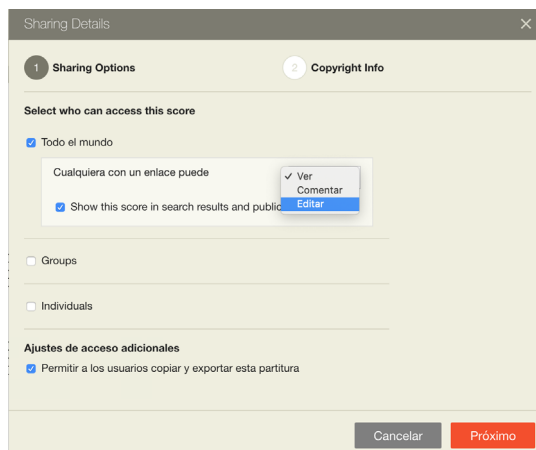 Sharing Details
1 Sharing Options
2 Copyright Info
Select who can access this score
Todo el mundo
Cualquiera con un enlace puede
✓ Ver
Comentar
Editar
Show this score in search results and public
Groups
Individuals
Ajustes de acceso adicionales
Permitir a los usuarios copiar y exportar esta partitura
Cancelar
Próximo